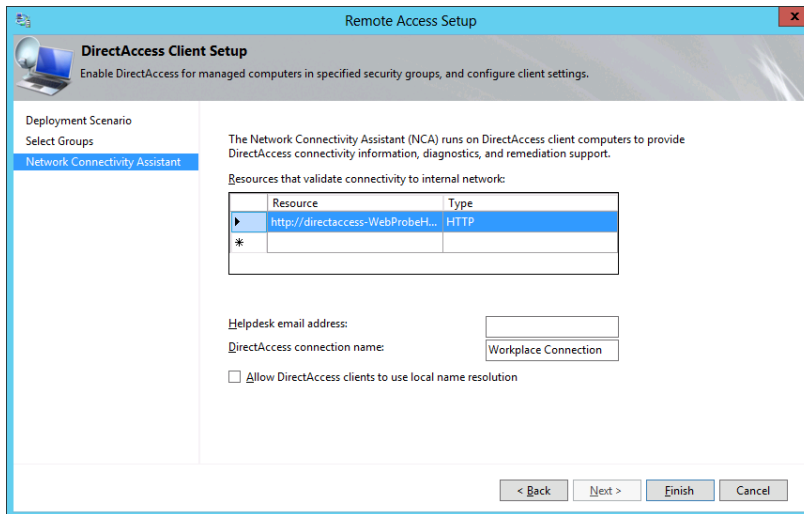 Remote Access Setup
x
DirectAccess Client Setup
Enable DirectAccess for managed computers in specified security groups, and configure client settings.
Deployment Scenario
Select Groups
Network Connectivity Assistant
The Network Connectivity Assistant (NCA) runs on DirectAccess client computers to provide
DirectAccess connectivity information, diagnostics, and remediation support.
Resources that validate connectivity to internal network:
Resource Type
http://directaccess-WebProbeH... HTTP
*
Helpdesk email address:
DirectAccess connection name: Workplace Connection
Allow DirectAccess clients to use local name resolution
< Back Next > Finish Cancel